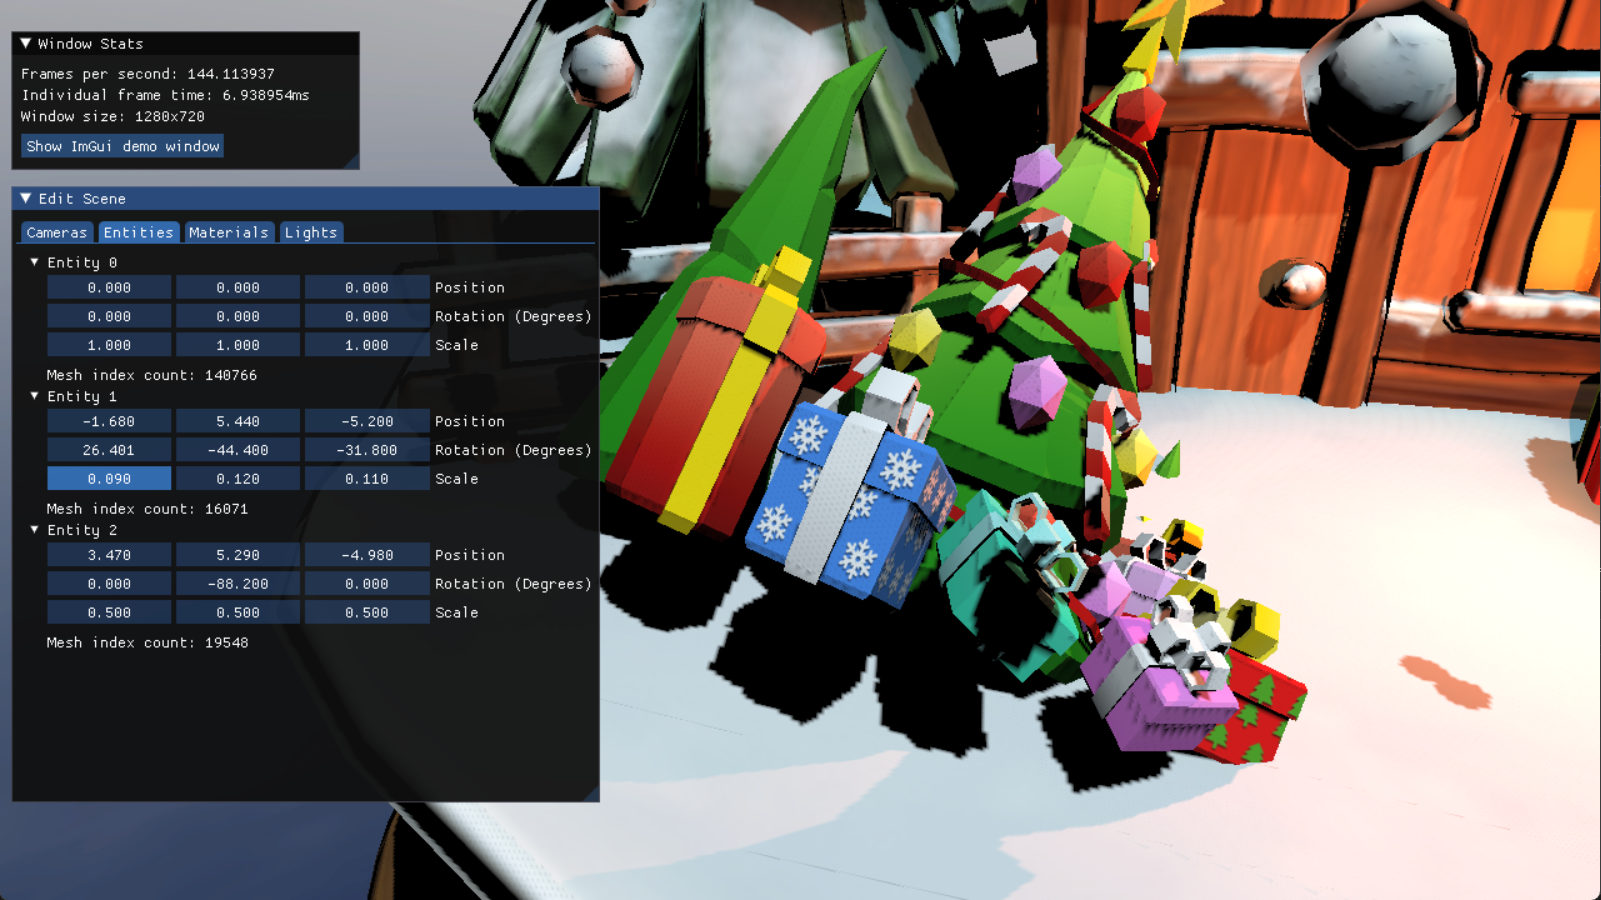 Window Stats
Frames per second: 144.113937
Individual frame time: 6.938954ms
Window size: 1280x720
Show ImGui demo window
Edit Scene
Cameras Entities Materials Lights
Entity 0
0.000 0.000 0.000 Position
0.000 0.000 0.000 Rotation (Degrees)
1.000 1.000 1.000 Scale
Mesh index count: 140766
Entity 1
-1.680 5.440 -5.200 Position
26.401 -44.400 -31.800 Rotation (Degrees)
0.090 0.120 0.110 Scale
Mesh index count: 16071
Entity 2
3.470 5.290 -4.980 Position
0.000 -88.200 0.000 Rotation (Degrees)
0.500 0.500 0.500 Scale
Mesh index count: 19548